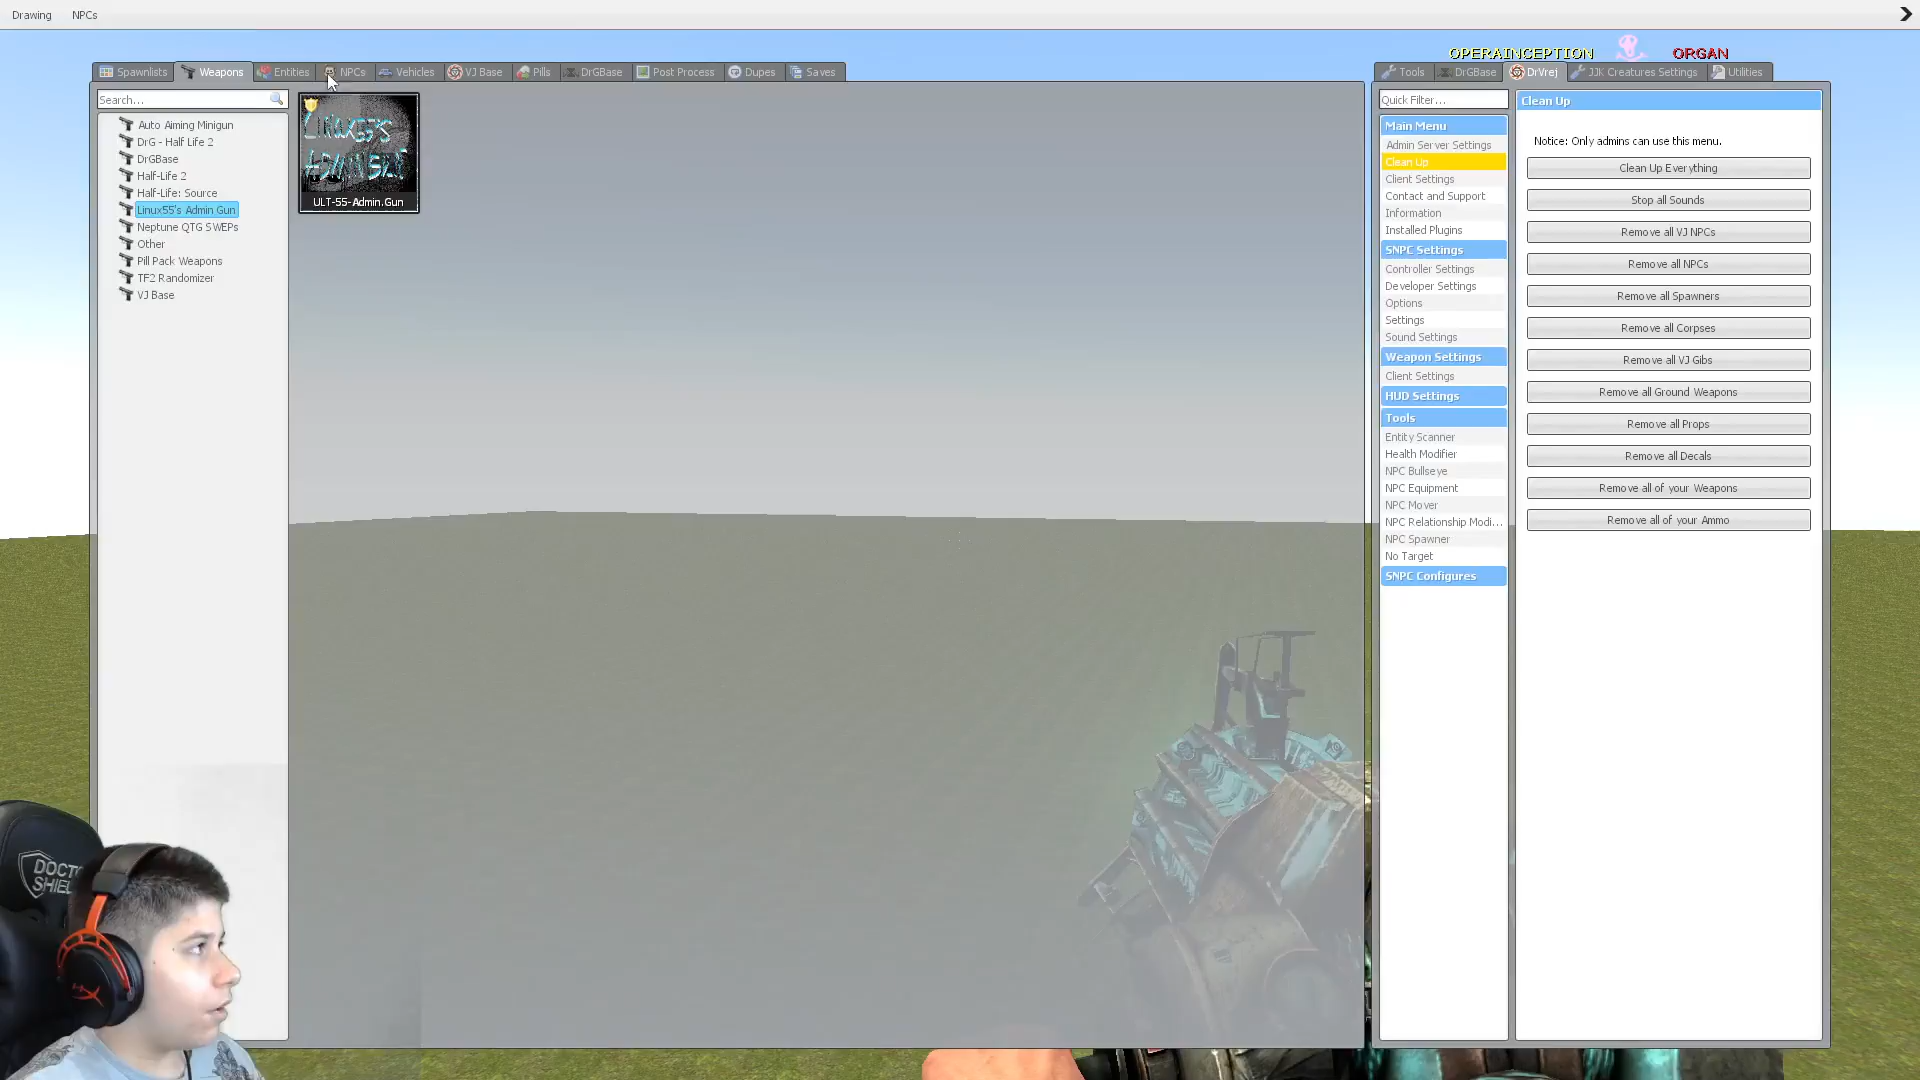 Drawing NPCs
OPERAINCEPTION ORGAN
Spawnlists Weapons Entities NPCs Vehicles VJ Base Pills DrGBase Post Process Dupes Saves
Tools DrGBase DrVrej JJK Creatures Settings Utilities
Search...
Auto Aiming Minigun
DrG - Half Life 2
DrGBase
Half-Life 2
Half-Life: Source
Linux55's Admin Gun
Neptune QTG SWEPs
Other
Pill Pack Weapons
TF2 Randomizer
VJ Base
LINUX55'S
ULT-55-Admin.Gun
Quick Filter...
Main Menu
Admin Server Settings
Clean Up
Client Settings
Contact and Support
Information
Installed Plugins
SNPC Settings
Controller Settings
Developer Settings
Options
Settings
Sound Settings
Weapon Settings
Client Settings
HUD Settings
Tools
Entity Scanner
Health Modifier
NPC Bullseye
NPC Equipment
NPC Mover
NPC Relationship Modi...
NPC Spawner
No Target
SNPC Configures
Clean Up
Notice: Only admins can use this menu.
Clean Up Everything
Stop all Sounds
Remove all VJ NPCs
Remove all NPCs
Remove all Spawners
Remove all Corpses
Remove all VJ Gibs
Remove all Ground Weapons
Remove all Props
Remove all Decals
Remove all of your Weapons
Remove all of your Ammo
DOCT
SHIEL